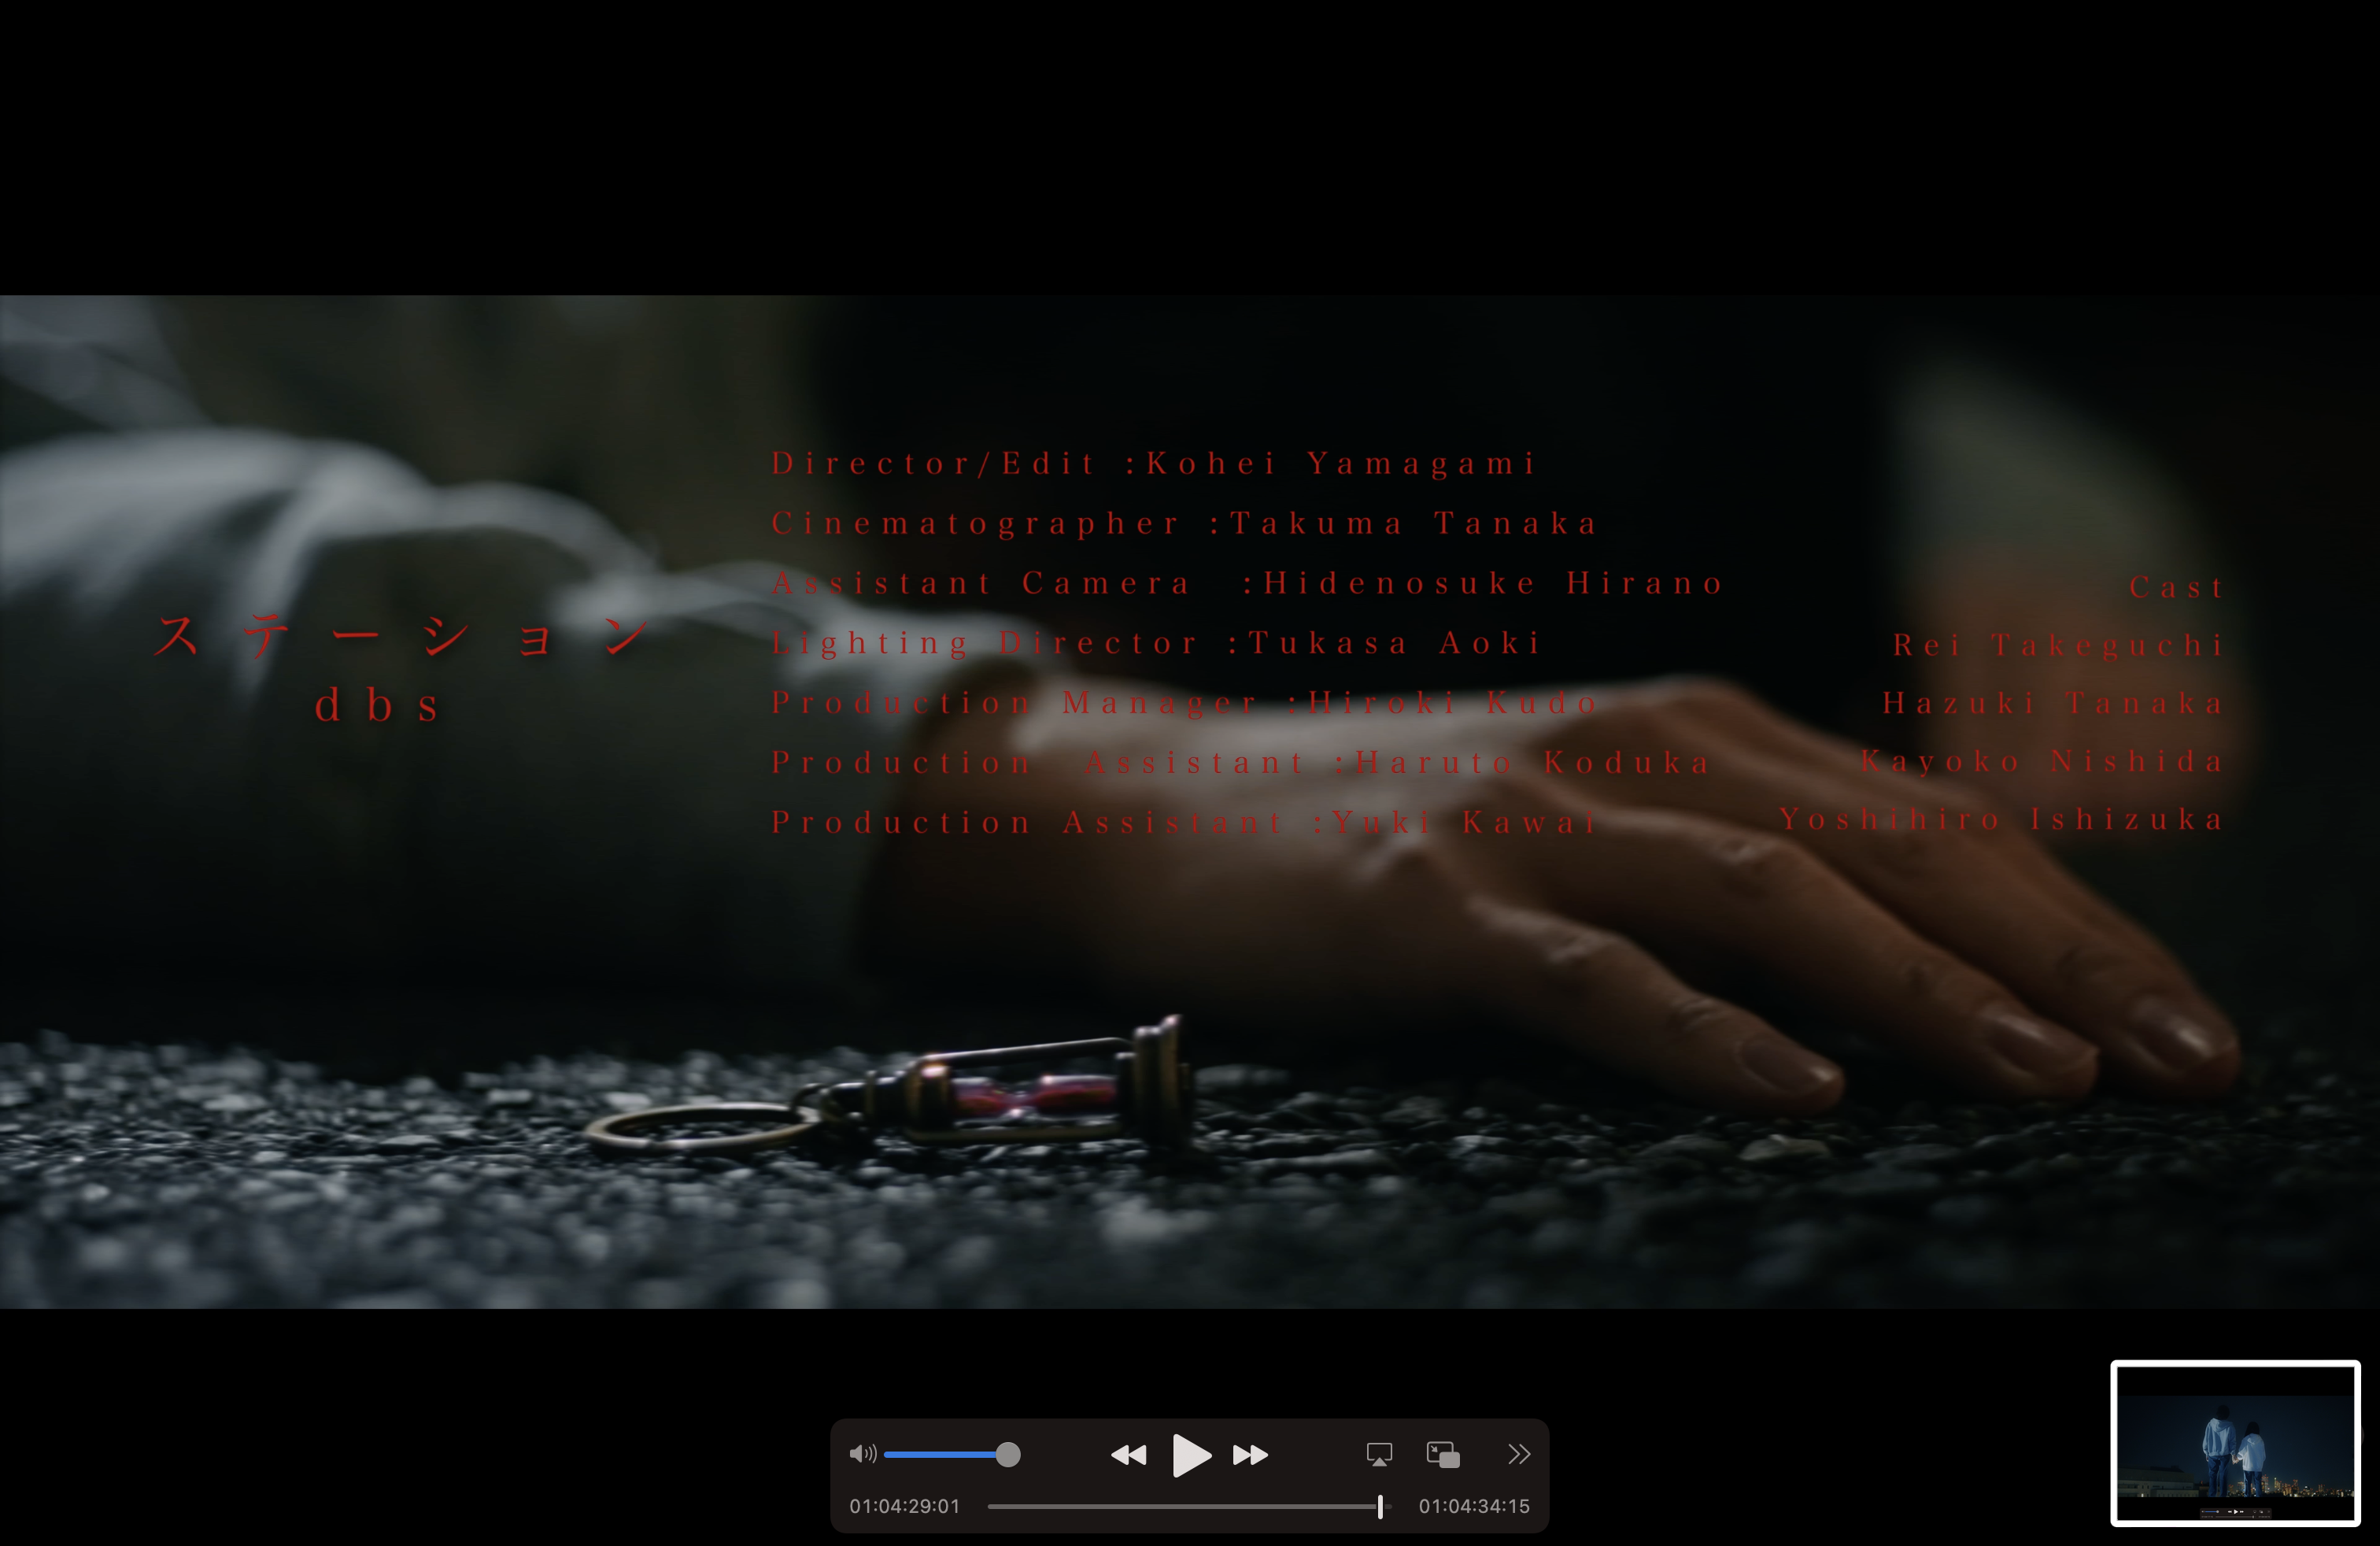 ステーション
dbs
Director/Edit :Kohei Yamagami
Cinematographer :Takuma Tanaka
Assistant Camera :Hidenosuke Hirano
Lighting Director :Tukasa Aoki
Production Manager :Hiroki Kudo
Production Assistant :Haruto Koduka
Production Assistant :Yuki Kawai
Cast
Rei Takeguchi
Hazuki Tanaka
Kayoko Nishida
Yoshihiro Ishizuka
01:04:29:01
01:04:34:15